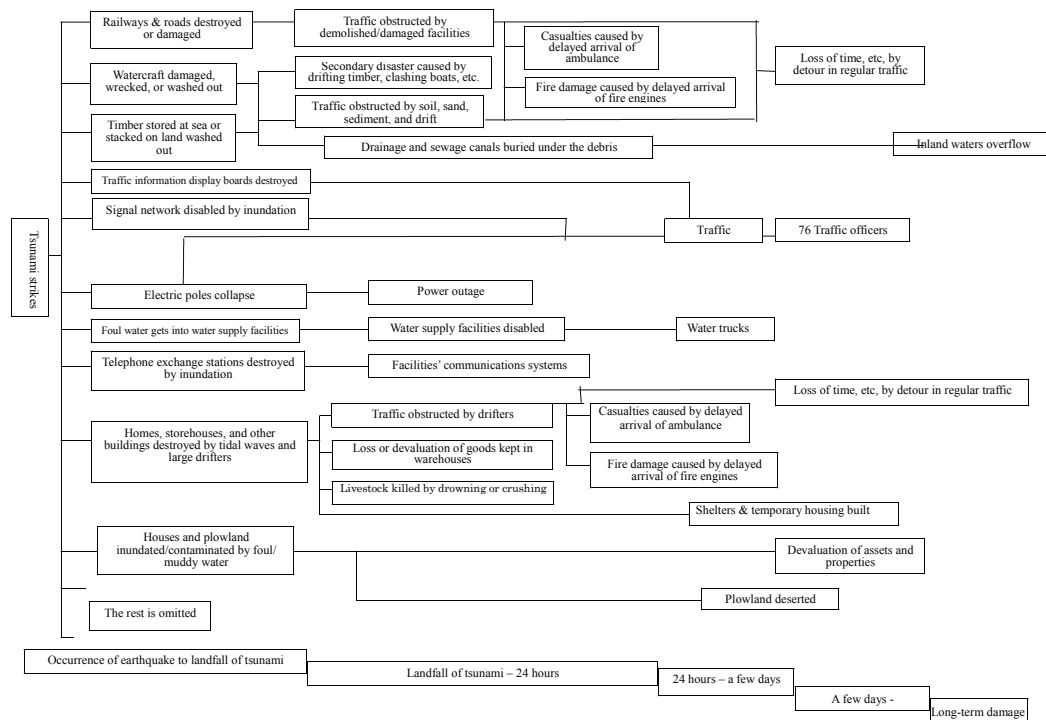 Railways & roads destroyed
or damaged
Traffic obstructed by
demolished/damaged facilities
Casualties caused by
delayed arrival of
ambulance
Loss of time, etc, by
detour in regular traffic
Watercraft damaged,
wrecked, or washed out
Secondary disaster caused by
drifting timber, clashing boats, etc.
Fire damage caused by delayed arrival
of fire engines
Timber stored at sea or
stacked on land washed
out
Traffic obstructed by soil, sand,
sediment, and drift
Drainage and sewage canals buried under the debris
Inland waters overflow
Traffic information display boards destroyed
Signal network disabled by inundation
Traffic
76 Traffic officers
Tsunami strikes
Electric poles collapse
Power outage
Foul water gets into water supply facilities
Water supply facilities disabled
Water trucks
Telephone exchange stations destroyed
by inundation
Facilities’ communications systems
Loss of time, etc, by detour in regular traffic
Homes, storehouses, and other
buildings destroyed by tidal waves and
large drifters
Traffic obstructed by drifters
Casualties caused by delayed
arrival of ambulance
Loss or devaluation of goods kept in
warehouses
Fire damage caused by delayed
arrival of fire engines
Livestock killed by drowning or crushing
Shelters & temporary housing built
Houses and plowland
inundated/contaminated by foul/
muddy water
Devaluation of assets and
properties
Plowland deserted
The rest is omitted
Occurrence of earthquake to landfall of tsunami
Landfall of tsunami – 24 hours
24 hours – a few days
A few days -
Long-term damage